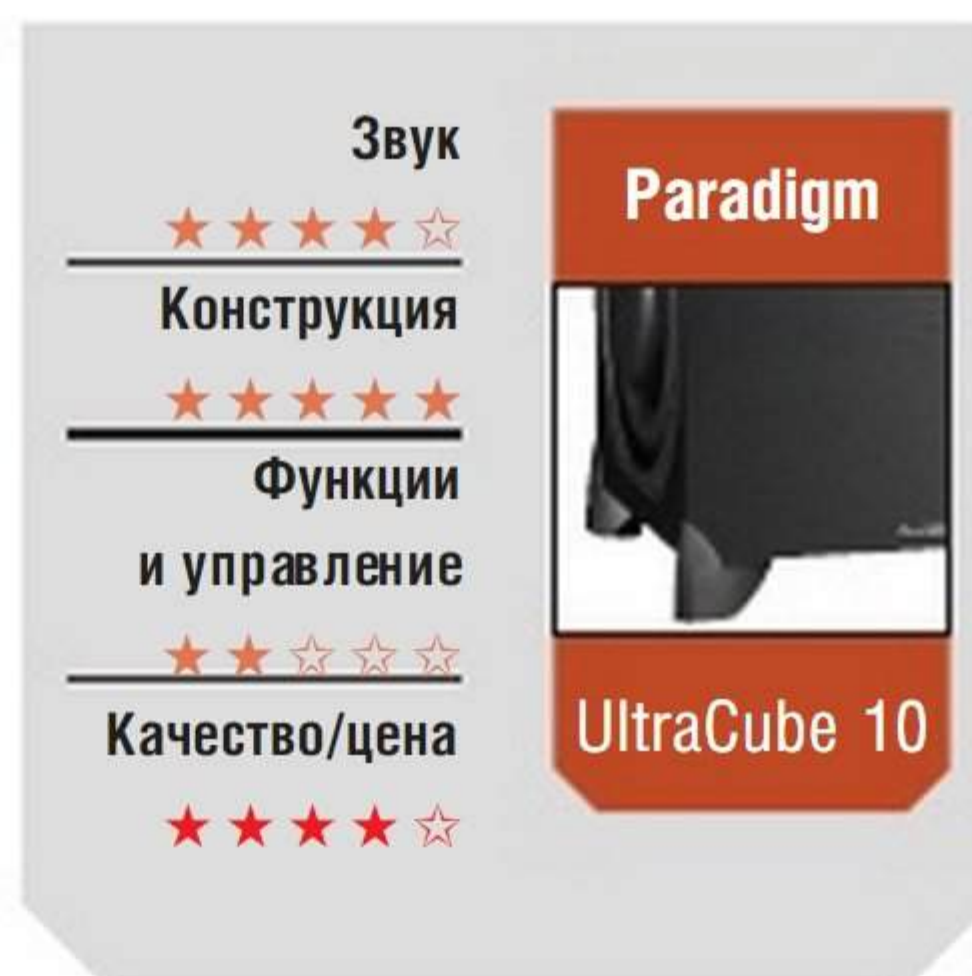 Звук
★★★★☆
Конструкция
★★★★★
Функции
и управление
★★☆☆☆
Качество/цена
★★★★☆
Paradigm
UltraCube 10